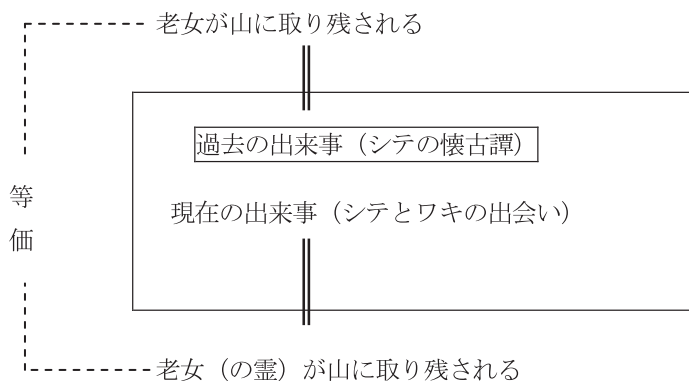 老女が山に取り残される
過去の出来事（シテの懐古譚）
現在の出来事（シテとワキの出会い）
等価
老女（の霊）が山に取り残される